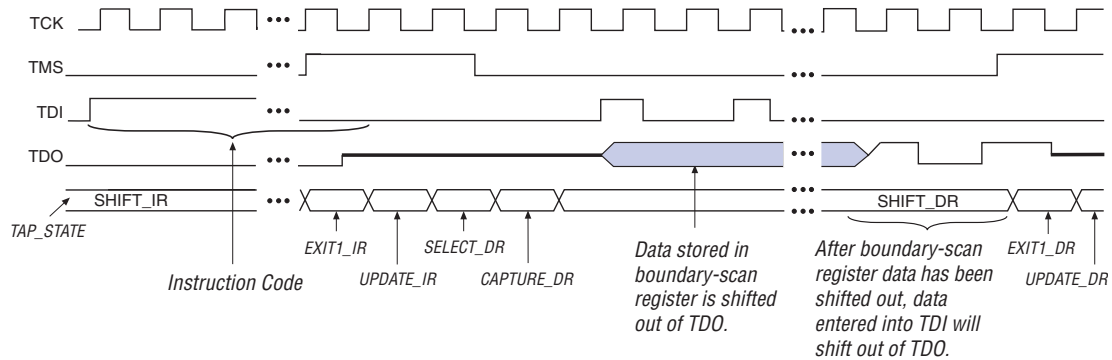 TCK
TMS
TDI
TDO
SHIFT_IR
SHIFT_DR
TAP_STATE
EXIT1_IR
SELECT_DR
Instruction Code
UPDATE_IR
CAPTURE_DR
Data stored in
boundary-scan
register is shifted
out of TDO.
After boundary-scan
register data has been
shifted out, data
entered into TDI will
shift out of TDO.
EXIT1_DR
UPDATE_DR